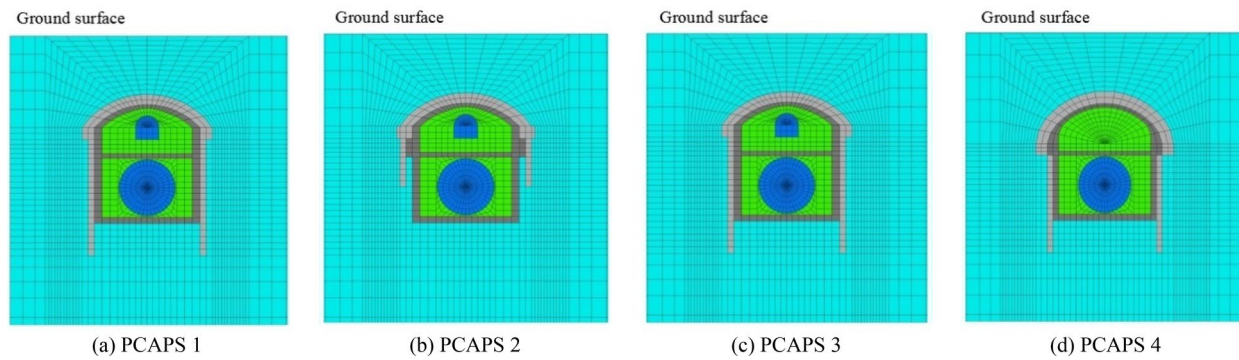 Ground surface
Ground surface
Ground surface
Ground surface
(a) PCAPS 1
(b) PCAPS 2
(c) PCAPS 3
(d) PCAPS 4